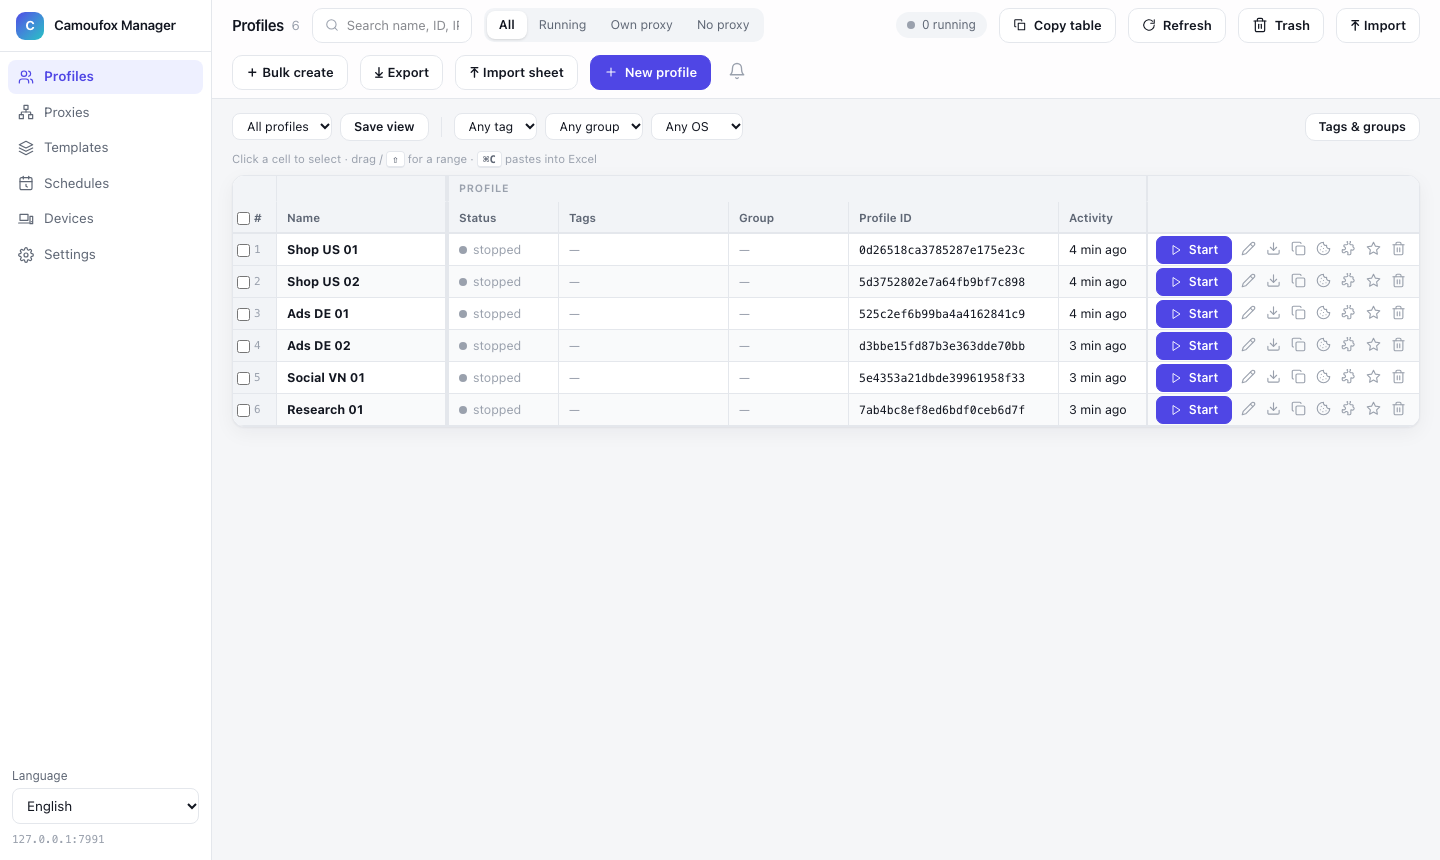 C Camoufox Manager
Profiles
Proxies
Templates
Schedules
Devices
Settings
Language
English
127.0.0.1:7991
Profiles 6
Search name, ID, IP
All Running Own proxy No proxy
0 running
Copy table
Refresh
Trash
Import
+ Bulk create
Export
Import sheet
+ New profile
All profiles
Save view
Any tag
Any group
Any OS
Tags & groups
Click a cell to select · drag / ⇧ for a range · ⌘C pastes into Excel
PROFILE
# Name Status Tags Group Profile ID Activity
1 Shop US 01 stopped — — 0d26518ca3785287e175e23c 4 min ago Start
2 Shop US 02 stopped — — 5d3752802e7a64fb9bf7c898 4 min ago Start
3 Ads DE 01 stopped — — 525c2ef6b99ba4a4162841c9 4 min ago Start
4 Ads DE 02 stopped — — d3bbe15fd87b3e363dde70bb 3 min ago Start
5 Social VN 01 stopped — — 5e4353a21dbde39961958f33 3 min ago Start
6 Research 01 stopped — — 7ab4bc8ef8ed6bdf0ceb6d7f 3 min ago Start